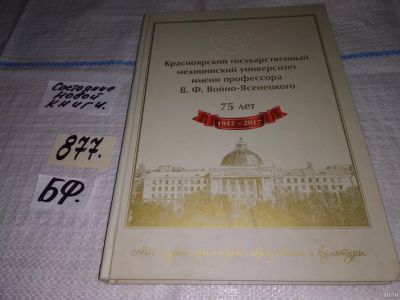 Красноярский государственный
медицинский университет
имени профессора
В. Ф. Войно-Ясенецкого
75 лет
1942 - 2017
Состояние
новой
книги.
877.
БФ.